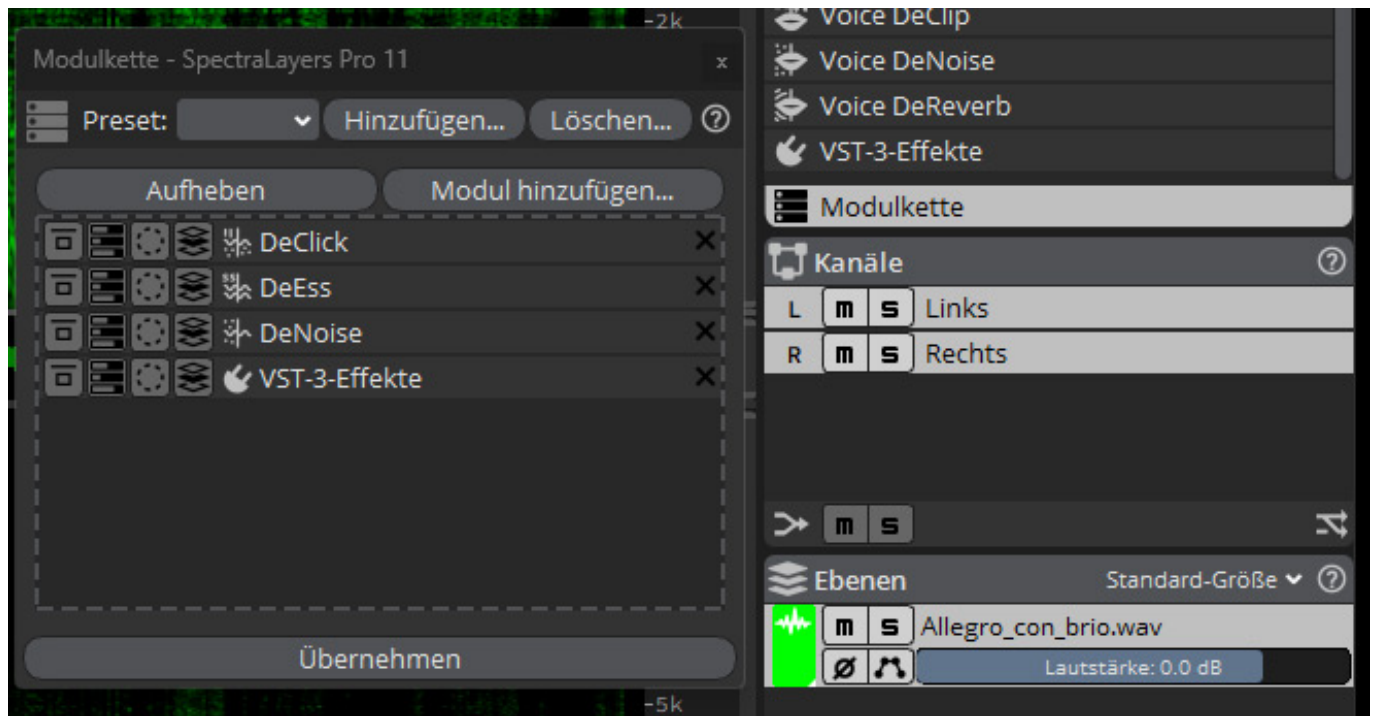 -2k
Modulkette - SpectraLayers Pro 11
x
Preset:
Hinzufügen...
Löschen...
?
Aufheben
Modul hinzufügen...
DeClick
DeEss
DeNoise
VST-3-Effekte
Übernehmen
-5k
Voice DeClip
Voice DeNoise
Voice DeReverb
VST-3-Effekte
Modulkette
Kanäle
?
L m s Links
R m s Rechts
m s
Ebenen
Standard-Größe
?
m s Allegro_con_brio.wav
Lautstärke: 0.0 dB